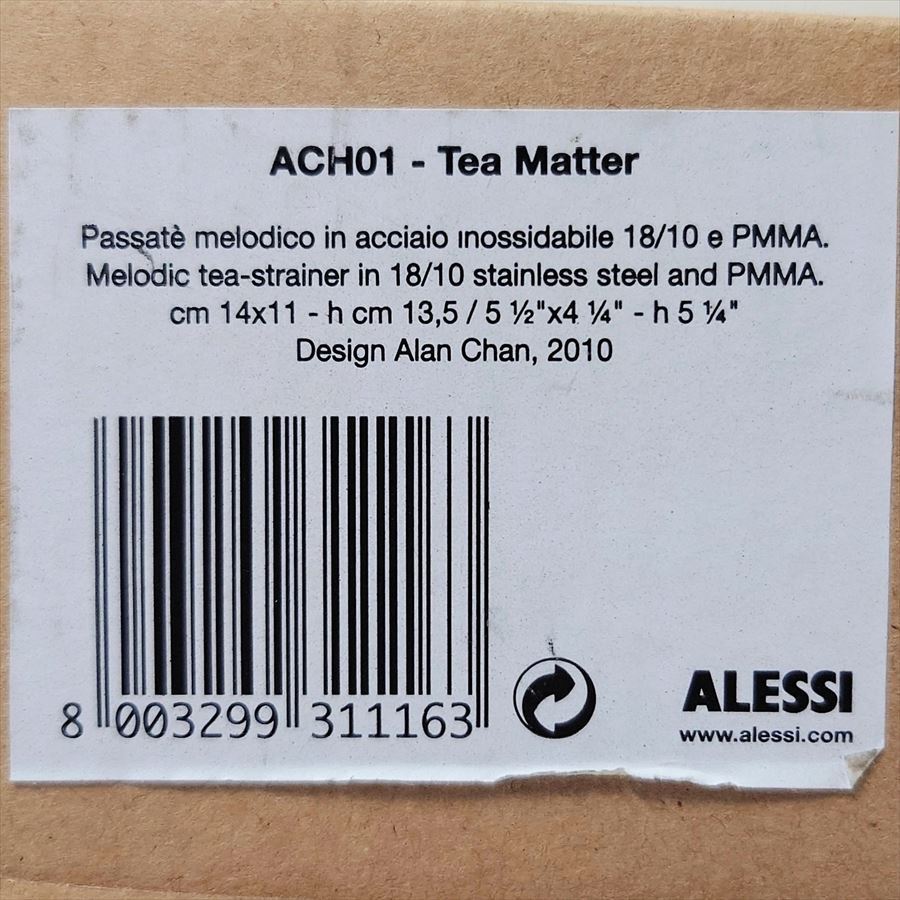 ACH01 - Tea Matter
Passatè melodico in acciaio inossidabile 18/10 e PMMA.
Melodic tea-strainer in 18/10 stainless steel and PMMA.
cm 14x11 - h cm 13,5 / 5 ½"x4 ¼" - h 5 ¼"
Design Alan Chan, 2010
8 003299 311163
ALESSI
www.alessi.com